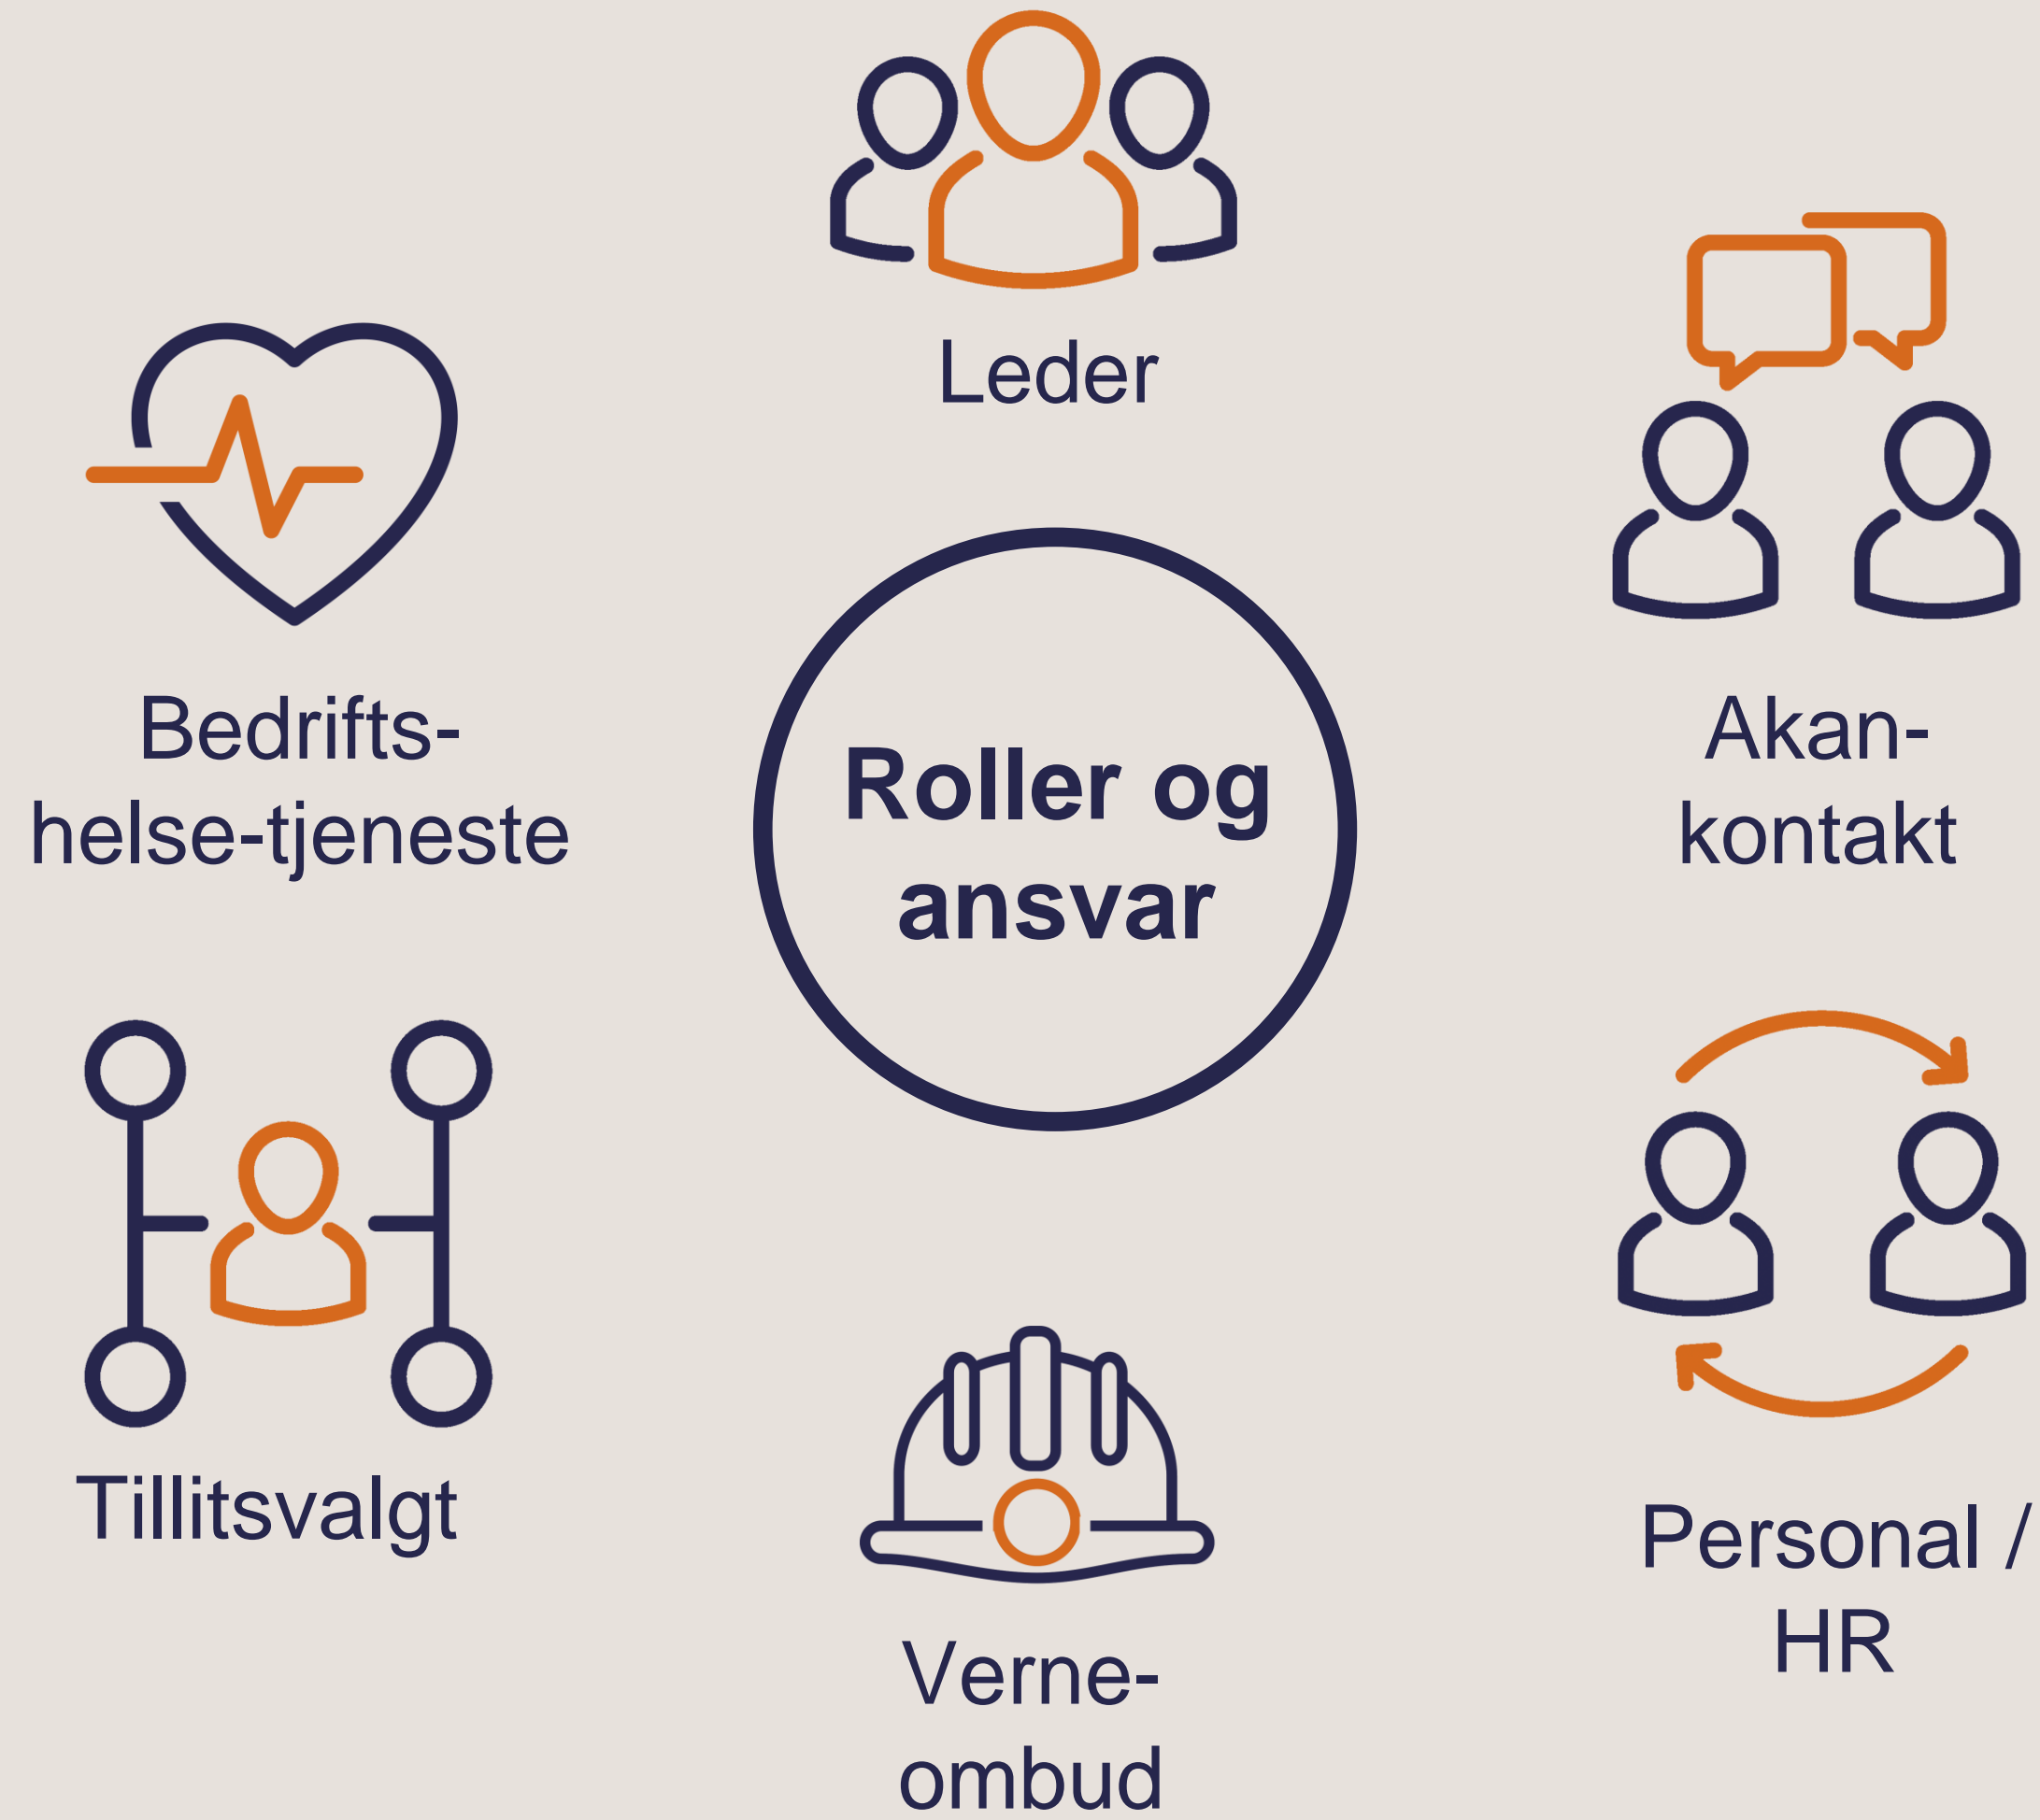 Leder
Bedrifts-
helse-tjeneste
Akan-
kontakt
Roller og
ansvar
Tillitsvalgt
Personal /
HR
Verne-
ombud